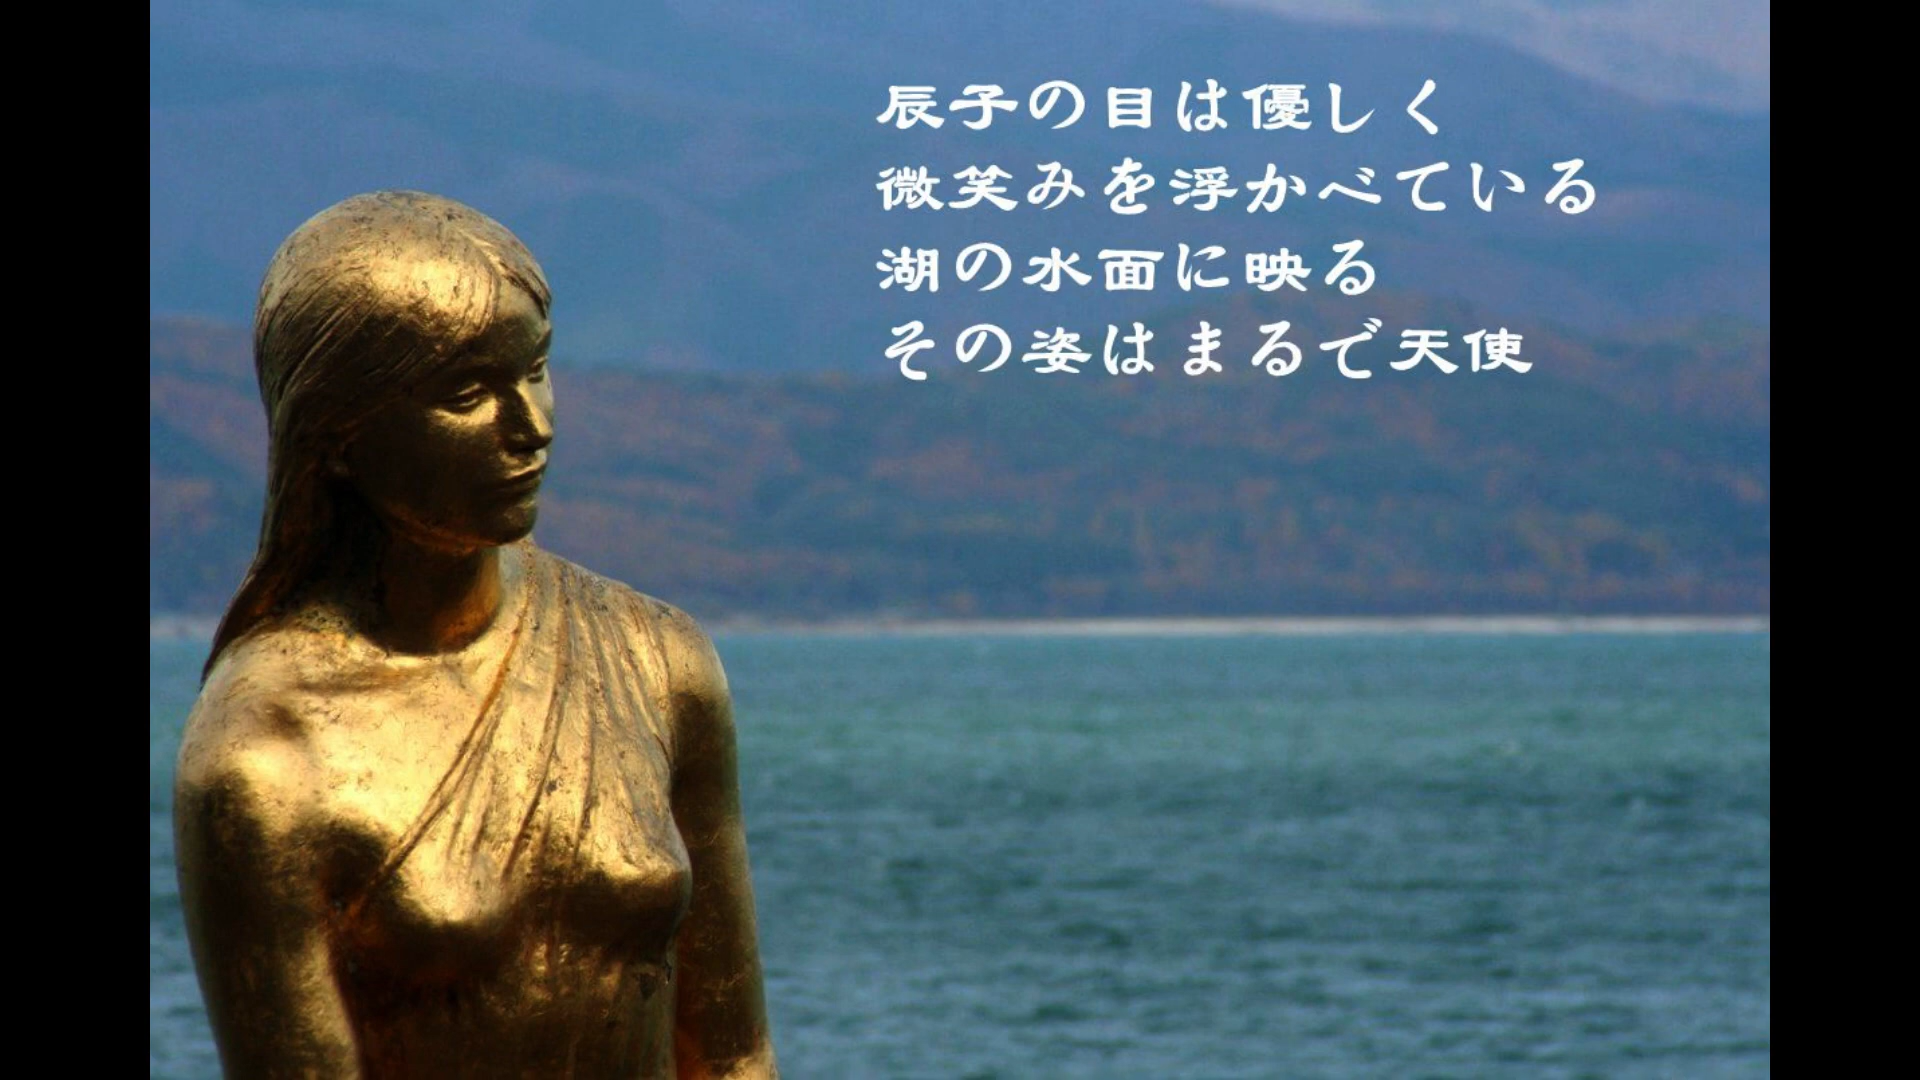 辰子の目は優しく
微笑みを浮かべている
湖の水面に映る
その姿はまるで天使